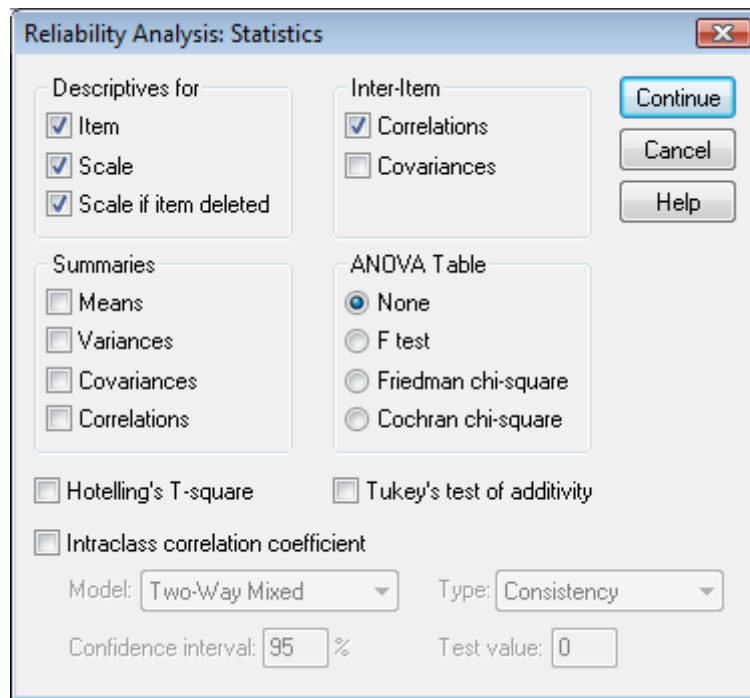 Reliability Analysis: Statistics
Descriptives for
Item
Scale
Scale if item deleted
Inter-Item
Correlations
Covariances
Continue
Cancel
Help
Summaries
Means
Variances
Covariances
Correlations
ANOVA Table
None
F test
Friedman chi-square
Cochran chi-square
Hotelling's T-square
Tukey's test of additivity
Intraclass correlation coefficient
Model: Two-Way Mixed
Type: Consistency
Confidence interval: 95 %
Test value: 0